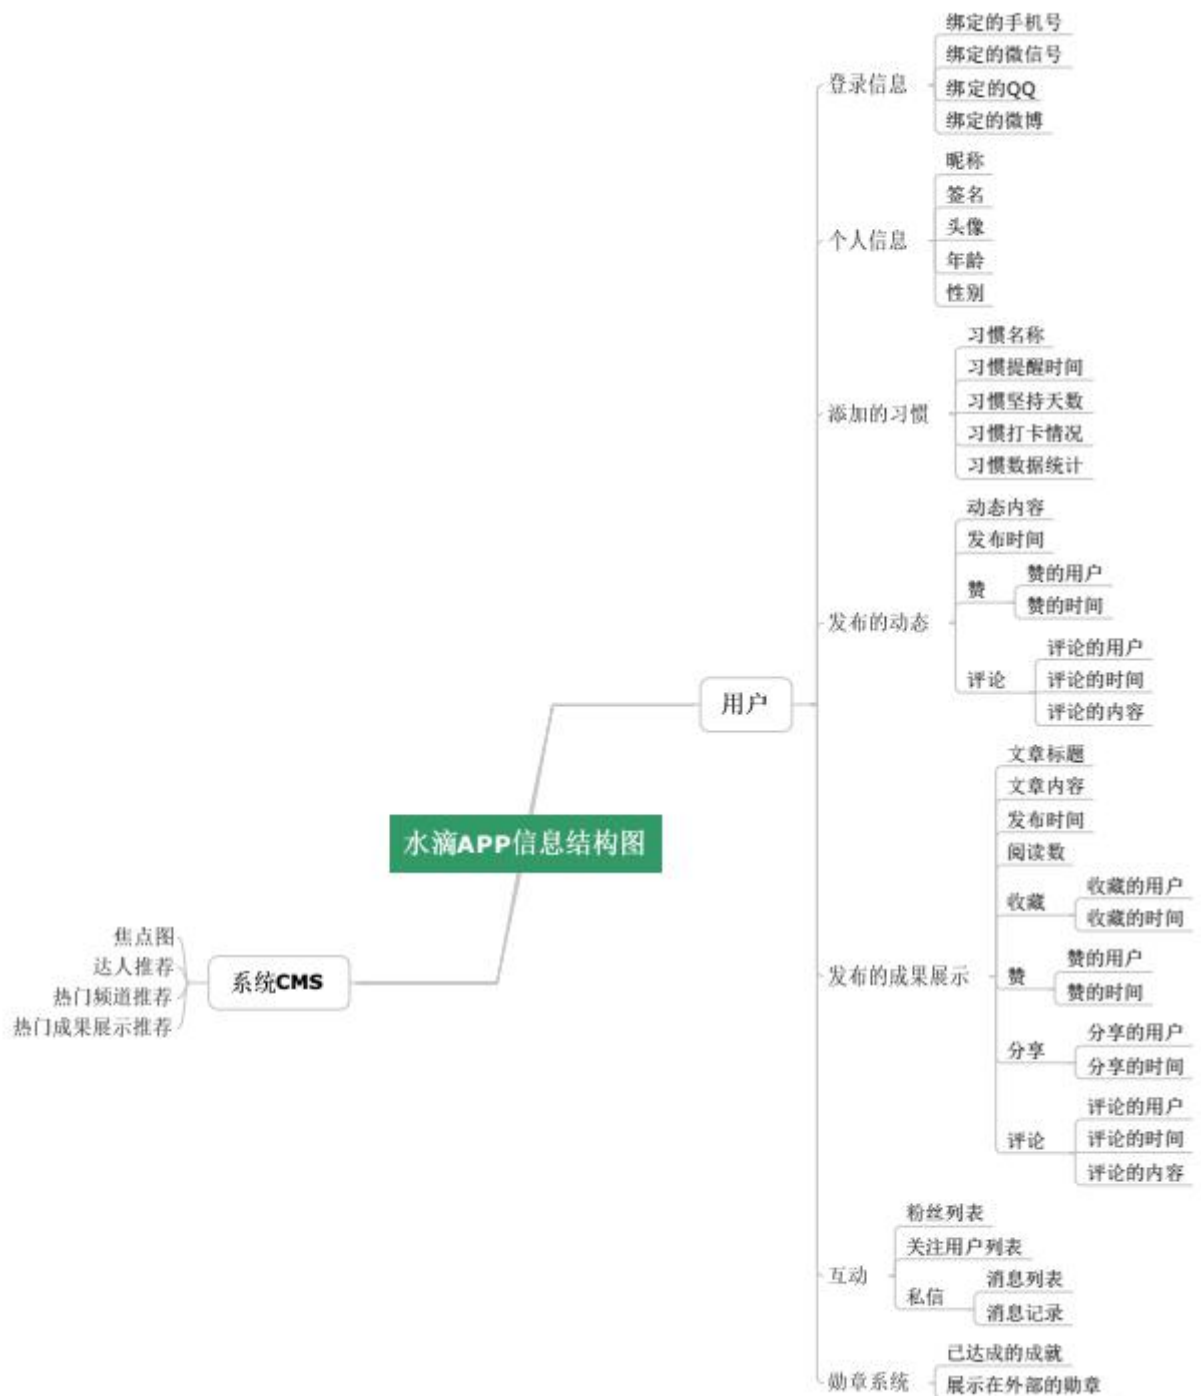 绑定的手机号
绑定的微信号
登录信息
绑定的QQ
绑定的微博
昵称
签名
头像
个人信息
年龄
性别
习惯名称
习惯提醒时间
习惯坚持天数
添加的习惯
习惯打卡情况
习惯数据统计
动态内容
发布时间
赞的用户
赞
赞的时间
发布的动态
评论的用户
评论
评论的时间
评论的内容
用户
文章标题
文章内容
发布时间
水滴APP信息结构图
阅读数
收藏的用户
收藏
收藏的时间
焦点图
达人推荐
热门频道推荐
热门成果展示推荐
系统CMS
赞的用户
发布的成果展示
赞
赞的时间
分享的用户
分享
分享的时间
评论的用户
评论
评论的时间
评论的内容
粉丝列表
关注用户列表
互动
消息列表
私信
消息记录
已达成的成就
勋章系统
展示在外部的勋章